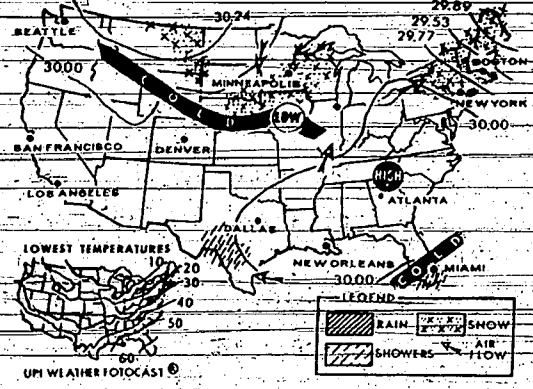 30.24
29.89
29.53
29.77
SEATTLE
30.00
BOSTON
MINNEAPOLIS
COLD
LOW
NEW YORK
30.00
SAN FRANCISCO
DENVER
HIGH
LOS ANGELES
ATLANTA
DALLAS
LOWEST TEMPERATURES
NEW ORLEANS
COLD
MIAMI
10
20
30
30.00
40
50
60
LEGEND
RAIN
SNOW
SHOWERS
AIR FLOW
UPI WEATHER FOTOCAST ®